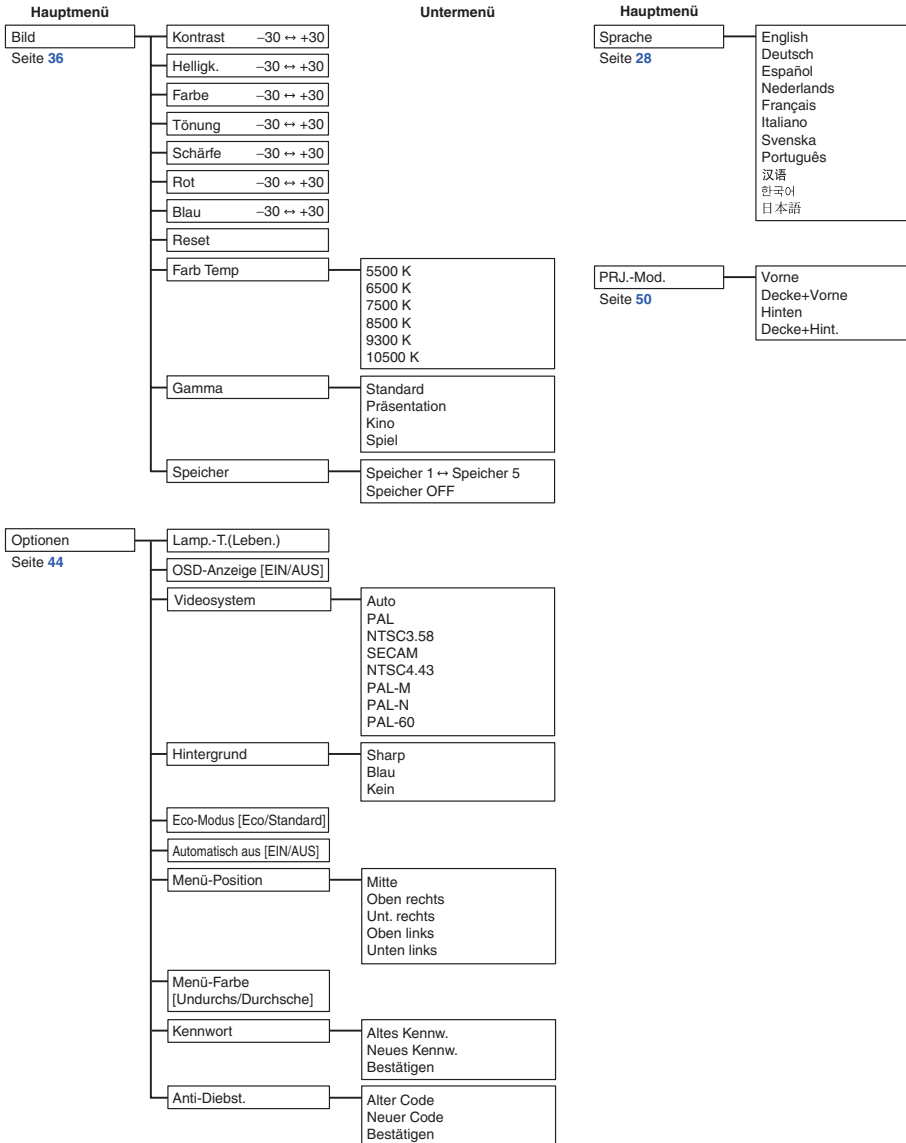 Hauptmenü
Untermenü
Bild
Seite 36
Kontrast –30 ↔ +30
Helligk. –30 ↔ +30
Farbe –30 ↔ +30
Tönung –30 ↔ +30
Schärfe –30 ↔ +30
Rot –30 ↔ +30
Blau –30 ↔ +30
Reset
Farb Temp
5500 K
6500 K
7500 K
8500 K
9300 K
10500 K
Gamma
Standard
Präsentation
Kino
Spiel
Speicher
Speicher 1 ↔ Speicher 5
Speicher OFF
Optionen
Seite 44
Lamp.-T.(Leben.)
OSD-Anzeige [EIN/AUS]
Videosystem
Auto
PAL
NTSC3.58
SECAM
NTSC4.43
PAL-M
PAL-N
PAL-60
Hintergrund
Sharp
Blau
Kein
Eco-Modus [Eco/Standard]
Automatisch aus [EIN/AUS]
Menü-Position
Mitte
Oben rechts
Unt. rechts
Oben links
Unten links
Menü-Farbe
[Undurchs/Durchsche]
Kennwort
Altes Kennw.
Neues Kennw.
Bestätigen
Anti-Diebst.
Alter Code
Neuer Code
Bestätigen
Hauptmenü
Sprache
Seite 28
English
Deutsch
Español
Nederlands
Français
Italiano
Svenska
Português
汉语
한국어
日本語
PRJ.-Mod.
Seite 50
Vorne
Decke+Vorne
Hinten
Decke+Hint.